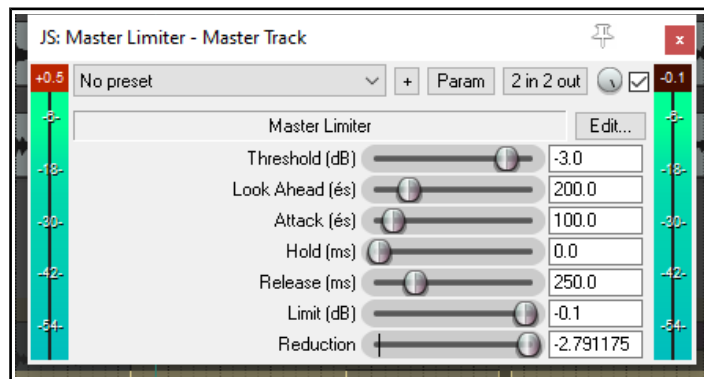 JS: Master Limiter - Master Track x
+0.5 No preset + Param 2 in 2 out -0.1
Master Limiter Edit...
Threshold (dB) -3.0
Look Ahead (és) 200.0
Attack (és) 100.0
Hold (ms) 0.0
Release (ms) 250.0
Limit (dB) -0.1
Reduction -2.791175
-6- -6-
-18- -18-
-30- -30-
-42- -42-
-54- -54-